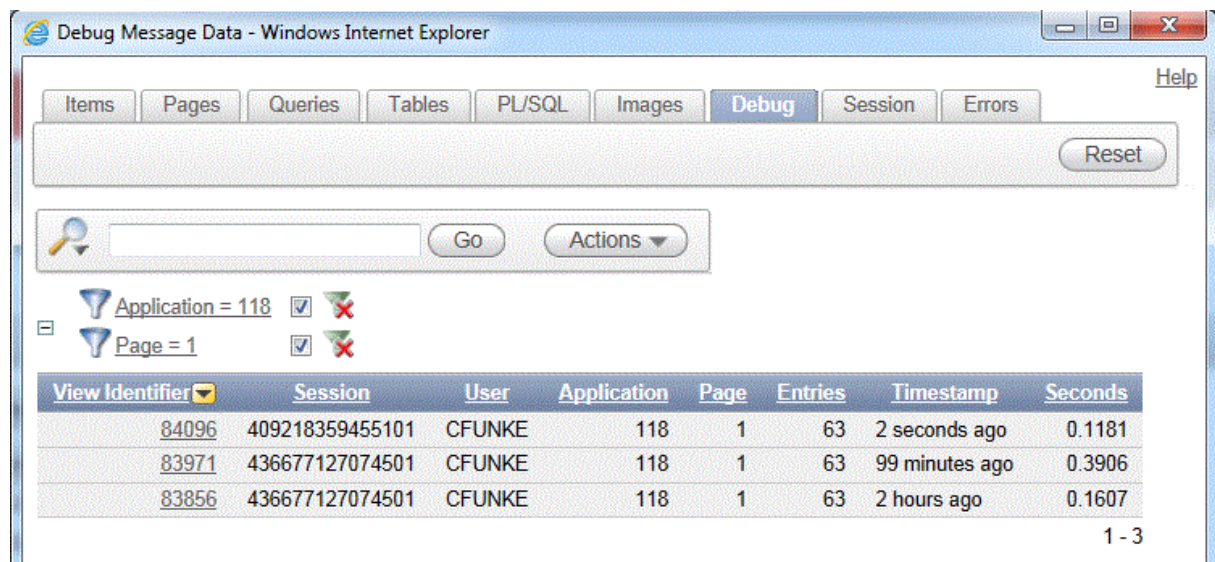 Debug Message Data - Windows Internet Explorer
Help
Items Pages Queries Tables PL/SQL Images Debug Session Errors
Reset
Go Actions
Application = 118
Page = 1
View Identifier Session User Application Page Entries Timestamp Seconds
84096 409218359455101 CFUNKE 118 1 63 2 seconds ago 0.1181
83971 436677127074501 CFUNKE 118 1 63 99 minutes ago 0.3906
83856 436677127074501 CFUNKE 118 1 63 2 hours ago 0.1607
1 - 3